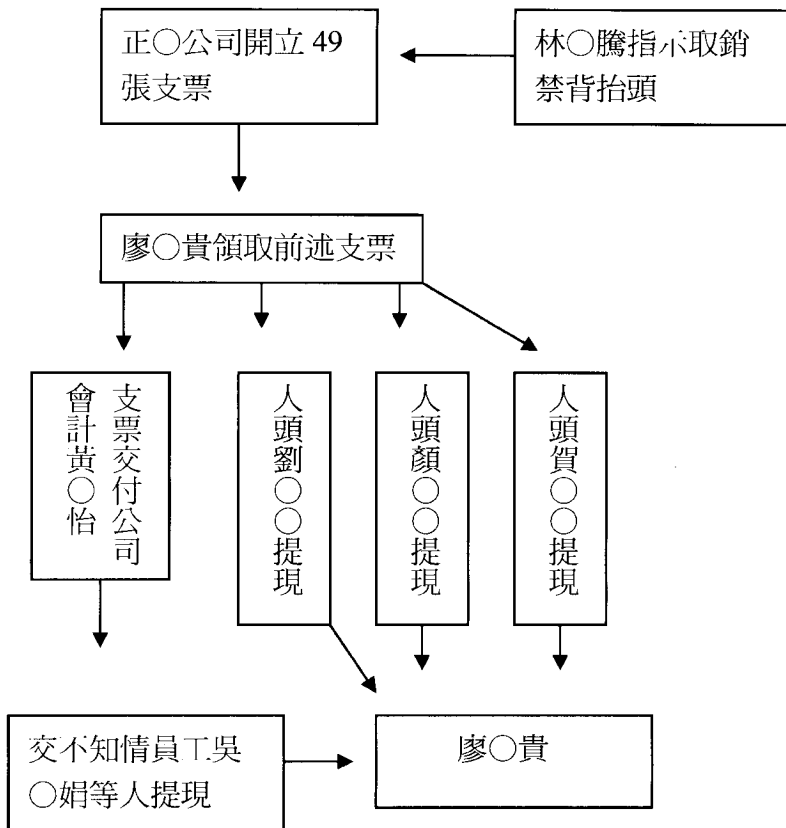 正○公司開立 49
張支票
林○騰指示取銷
禁背抬頭
廖○貴領取前述支票
支票交付公司
會計黃○怡
人頭劉○○提現
人頭顏○○提現
人頭賀○○提現
交不知情員工吳
○娟等人提現
廖○貴